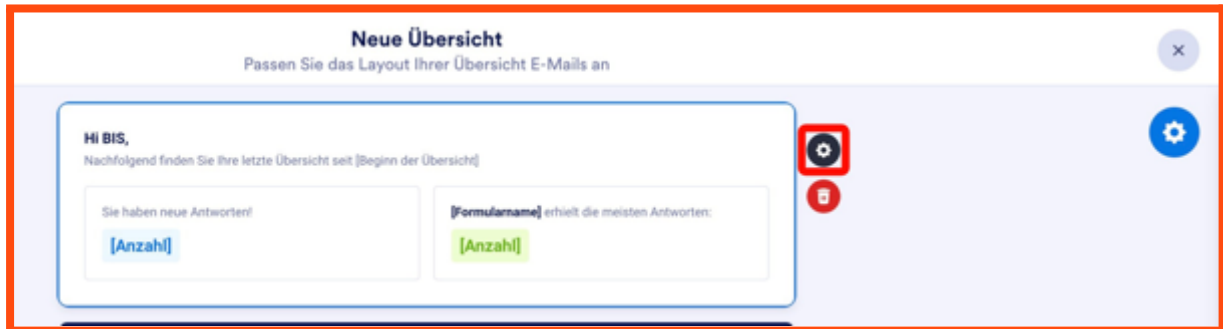 Neue Übersicht
Passen Sie das Layout Ihrer Übersicht E-Mails an
Hi BIS,
Nachfolgend finden Sie Ihre letzte Übersicht seit [Beginn der Übersicht]
Sie haben neue Antworten!
[Anzahl]
[Formularname] erhielt die meisten Antworten:
[Anzahl]